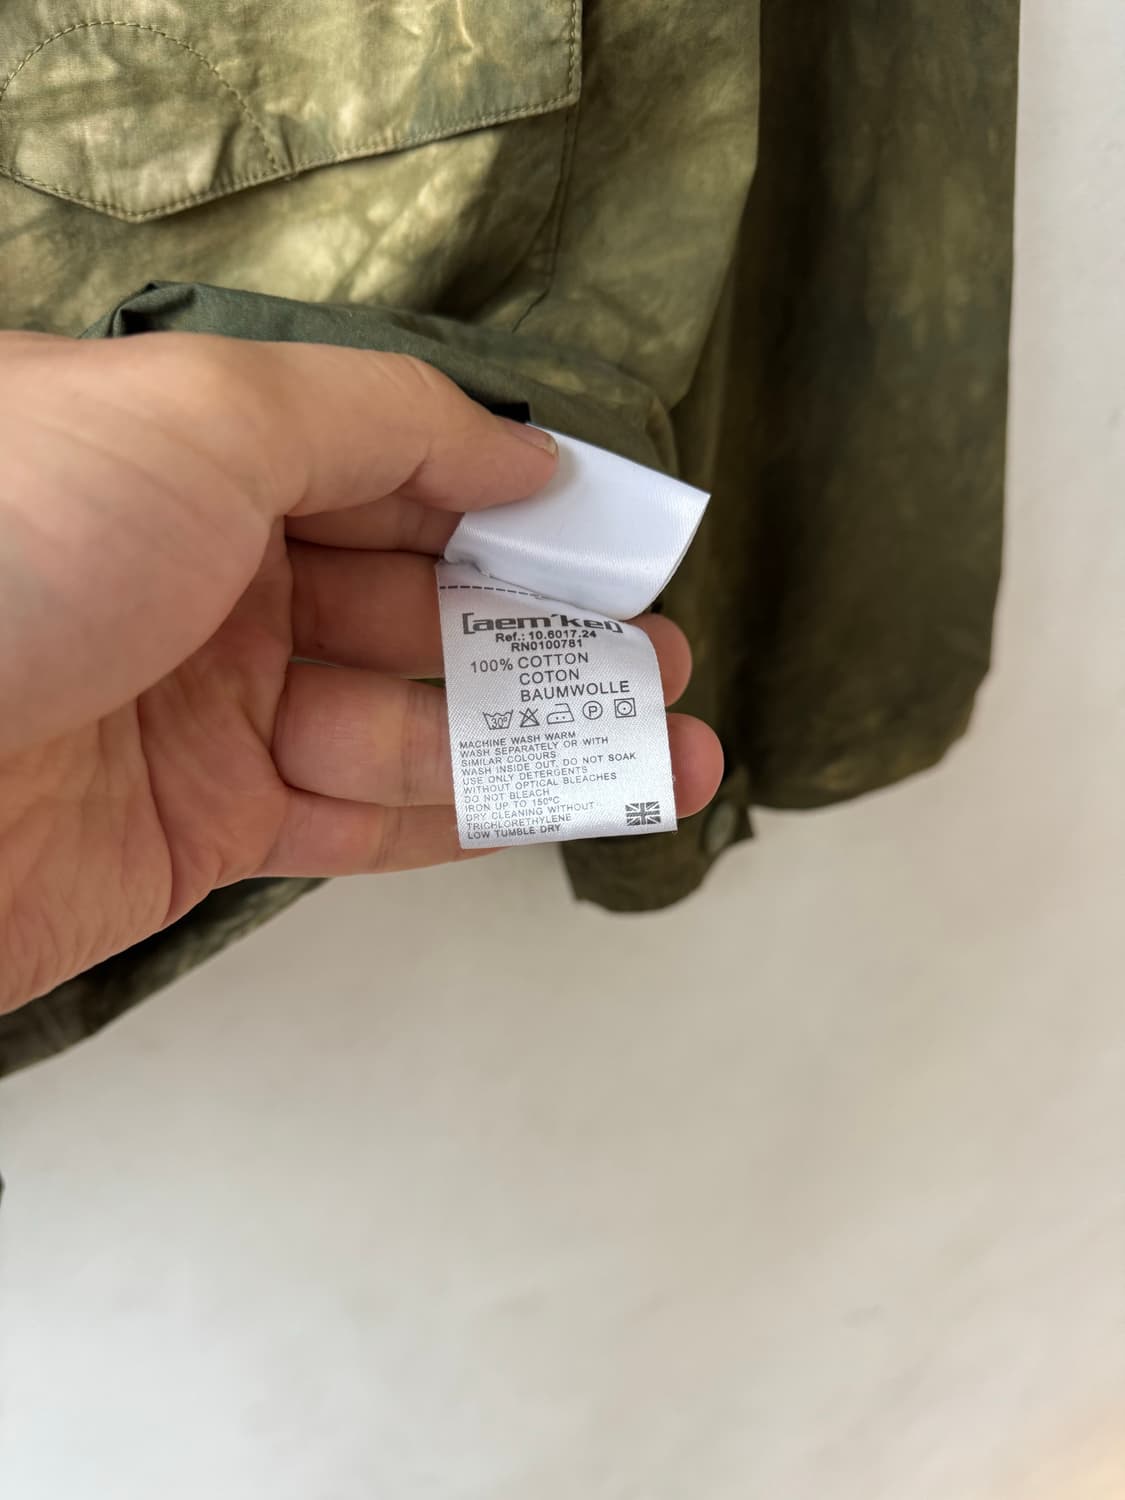 [aem'kei]
Ref.: 10.6017.24
RN0100781
100% COTTON
COTON
BAUMWOLLE
30° P
MACHINE WASH WARM
WASH SEPARATELY OR WITH
SIMILAR COLOURS
WASH INSIDE OUT, DO NOT SOAK
USE ONLY DETERGENTS
WITHOUT OPTICAL BLEACHES
DO NOT BLEACH
IRON UP TO 150°C
DRY CLEANING WITHOUT
TRICHLORETHYLENE
LOW TUMBLE DRY